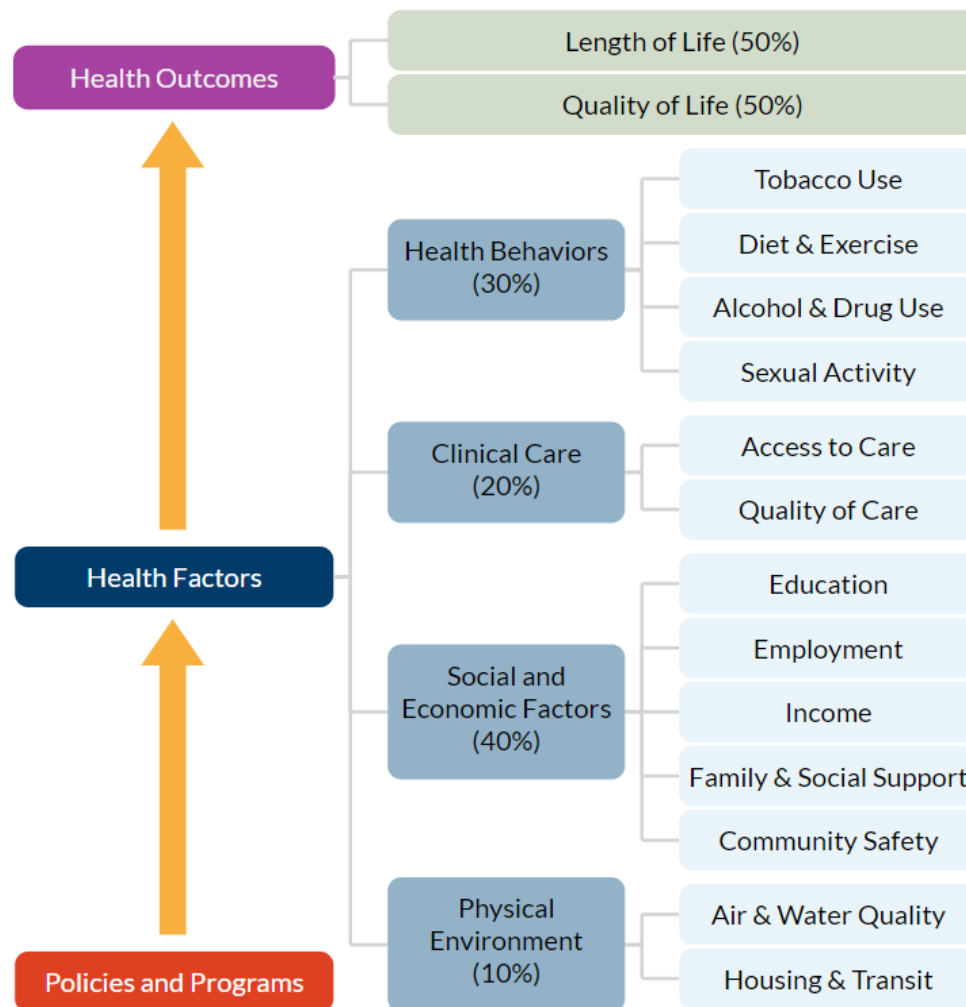 Health Outcomes
Length of Life (50%)
Quality of Life (50%)
Health Factors
Health Behaviors
(30%)
Tobacco Use
Diet & Exercise
Alcohol & Drug Use
Sexual Activity
Clinical Care
(20%)
Access to Care
Quality of Care
Social and
Economic Factors
(40%)
Education
Employment
Income
Family & Social Support
Community Safety
Physical
Environment
(10%)
Air & Water Quality
Housing & Transit
Policies and Programs